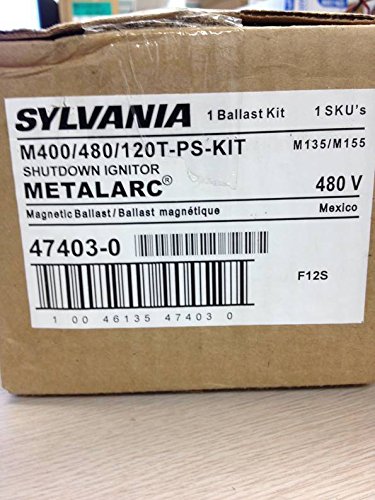 SYLVANIA 1 Ballast Kit 1 SKU's
M400/480/120T-PS-KIT M135/M155
SHUTDOWN IGNITOR
METALARC® 480 V
Magnetic Ballast/Ballast magnétique Mexico
47403-0
F12S
1 00 46135 47403 0